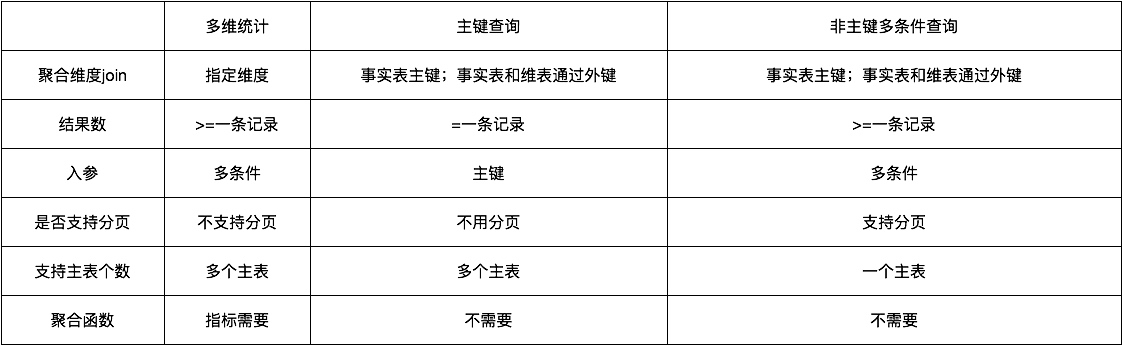 多维统计 主键查询 非主键多条件查询
聚合维度join 指定维度 事实表主键；事实表和维表通过外键 事实表主键；事实表和维表通过外键
结果数 >=一条记录 =一条记录 >=一条记录
入参 多条件 主键 多条件
是否支持分页 不支持分页 不用分页 支持分页
支持主表个数 多个主表 多个主表 一个主表
聚合函数 指标需要 不需要 不需要